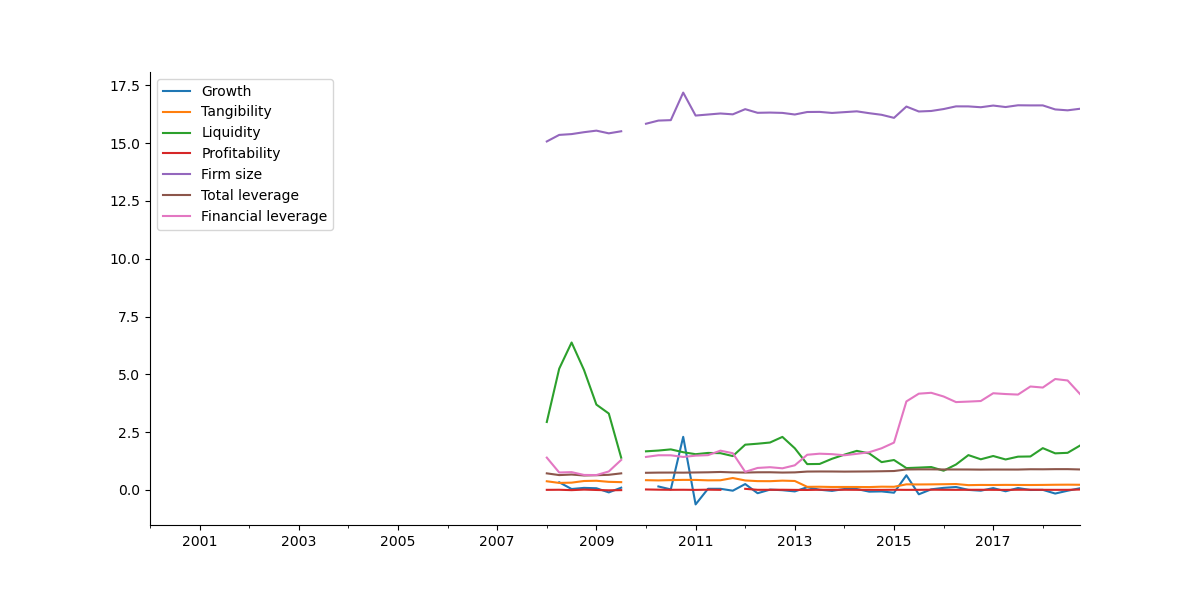 17.5
15.0
12.5
10.0
7.5
5.0
2.5
0.0
Growth
Tangibility
Liquidity
Profitability
Firm size
Total leverage
Financial leverage
2001 2003 2005 2007 2009 2011 2013 2015 2017